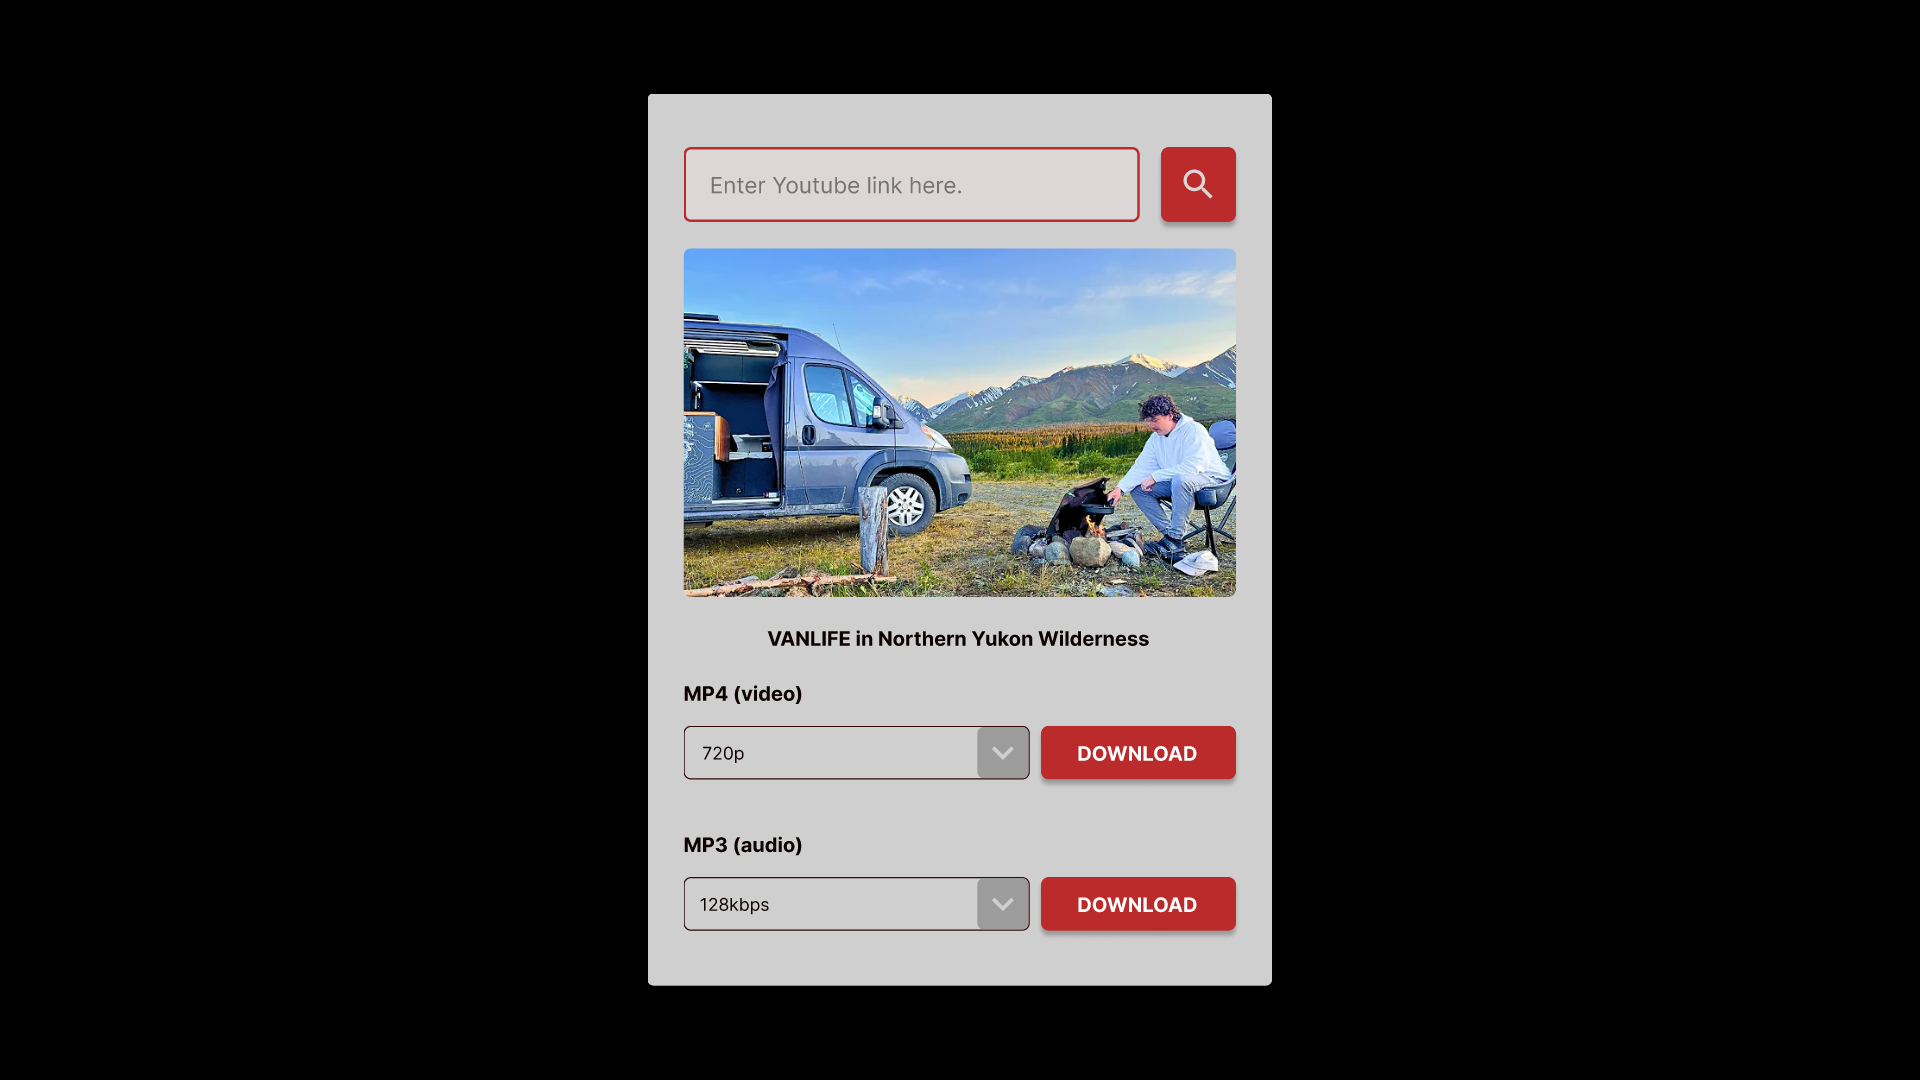 Enter Youtube link here.
VANLIFE in Northern Yukon Wilderness
MP4 (video)
720p
DOWNLOAD
MP3 (audio)
128kbps
DOWNLOAD